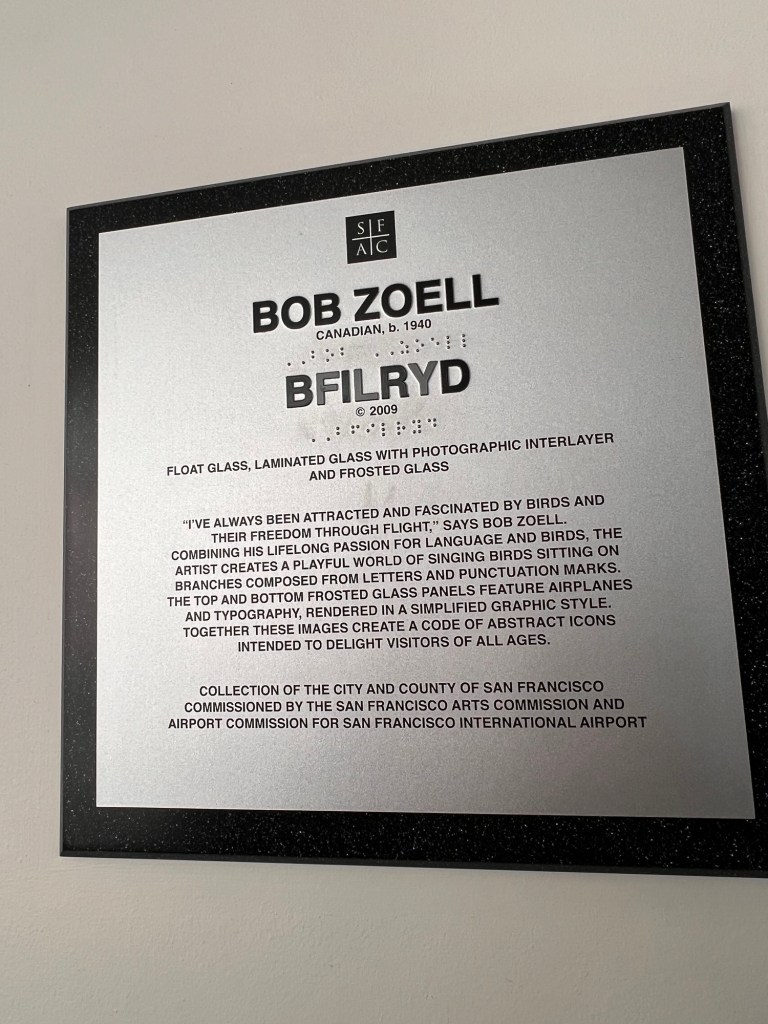 S F
A C
BOB ZOELL
CANADIAN, b. 1940
BFILRYD
© 2009
FLOAT GLASS, LAMINATED GLASS WITH PHOTOGRAPHIC INTERLAYER
AND FROSTED GLASS
“I’VE ALWAYS BEEN ATTRACTED AND FASCINATED BY BIRDS AND
THEIR FREEDOM THROUGH FLIGHT,” SAYS BOB ZOELL.
COMBINING HIS LIFELONG PASSION FOR LANGUAGE AND BIRDS, THE
ARTIST CREATES A PLAYFUL WORLD OF SINGING BIRDS SITTING ON
BRANCHES COMPOSED FROM LETTERS AND PUNCTUATION MARKS.
THE TOP AND BOTTOM FROSTED GLASS PANELS FEATURE AIRPLANES
AND TYPOGRAPHY, RENDERED IN A SIMPLIFIED GRAPHIC STYLE.
TOGETHER THESE IMAGES CREATE A CODE OF ABSTRACT ICONS
INTENDED TO DELIGHT VISITORS OF ALL AGES.
COLLECTION OF THE CITY AND COUNTY OF SAN FRANCISCO
COMMISSIONED BY THE SAN FRANCISCO ARTS COMMISSION AND
AIRPORT COMMISSION FOR SAN FRANCISCO INTERNATIONAL AIRPORT